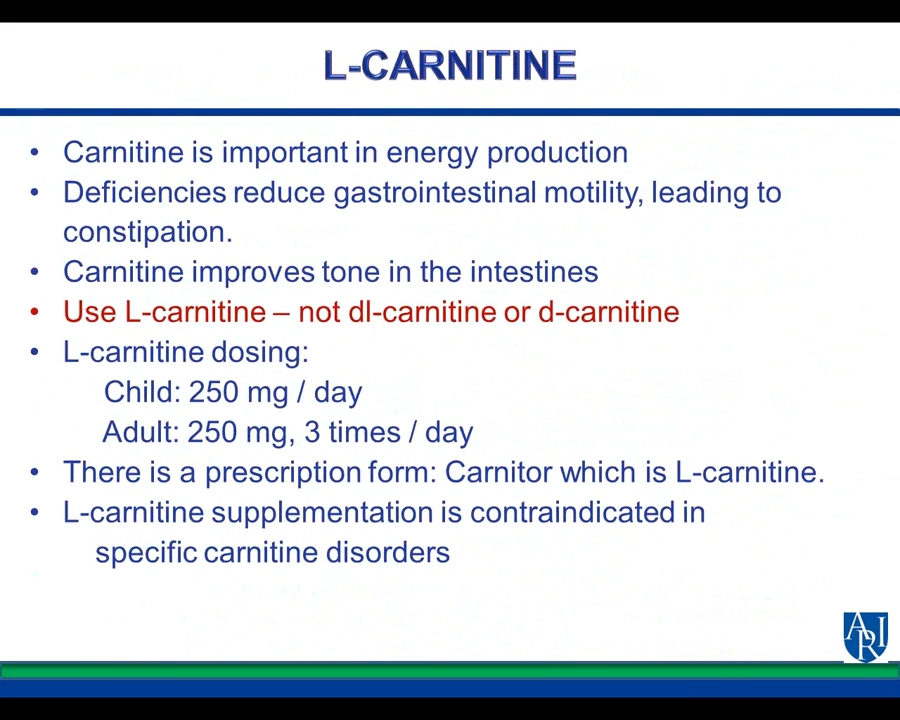 L-CARNITINE
• Carnitine is important in energy production
• Deficiencies reduce gastrointestinal motility, leading to
constipation.
• Carnitine improves tone in the intestines
• Use L-carnitine – not dl-carnitine or d-carnitine
• L-carnitine dosing:
Child: 250 mg / day
Adult: 250 mg, 3 times / day
• There is a prescription form: Carnitor which is L-carnitine.
• L-carnitine supplementation is contraindicated in
specific carnitine disorders
ARI